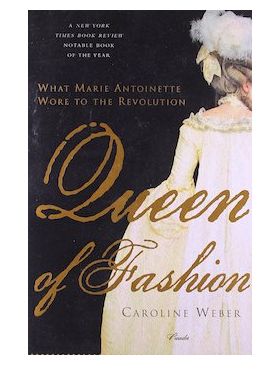 A NEW YORK
TIMES BOOK REVIEW
NOTABLE BOOK
OF THE YEAR
WHAT MARIE ANTOINETTE
WORE TO THE REVOLUTION
Queen
of Fashion
CAROLINE WEBER
Picador